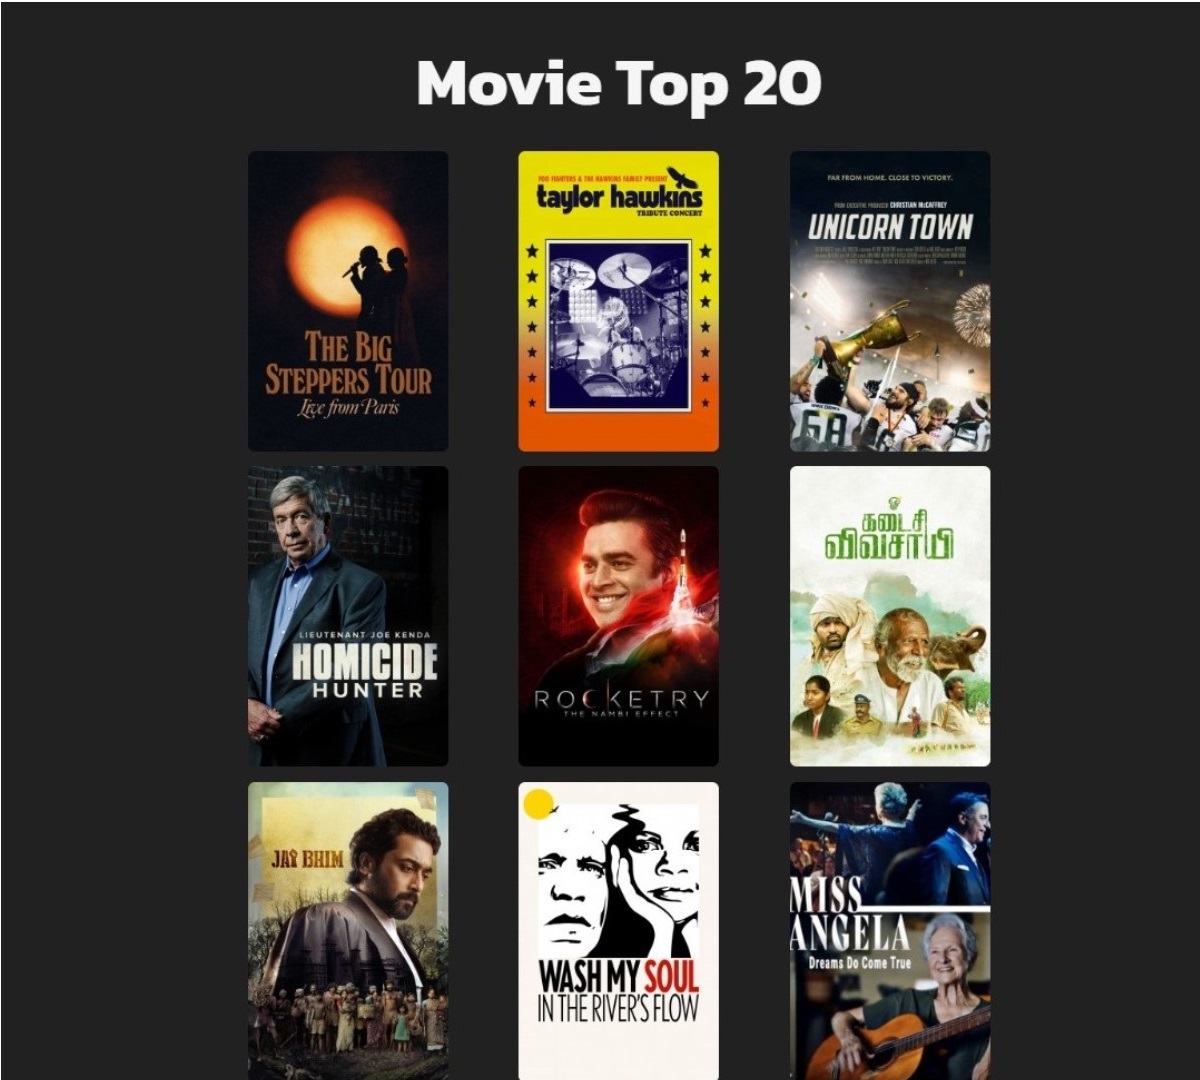 Movie Top 20
THE BIG
STEPPERS TOUR
Live from Paris
FOO FIGHTERS & THE HAWKINS FAMILY PRESENT
taylor hawkins
TRIBUTE CONCERT
FAR FROM HOME. CLOSE TO VICTORY.
FROM EXECUTIVE PRODUCER CHRISTIAN McCAFFREY
UNICORN TOWN
68
LIEUTENANT JOE KENDA
HOMICIDE
HUNTER
ROCKETRY
THE NAMBI EFFECT
கடைசி
விவசாயி
JAI BHIM
WASH MY SOUL
IN THE RIVER'S FLOW
MISS
ANGELA
Dreams Do Come True